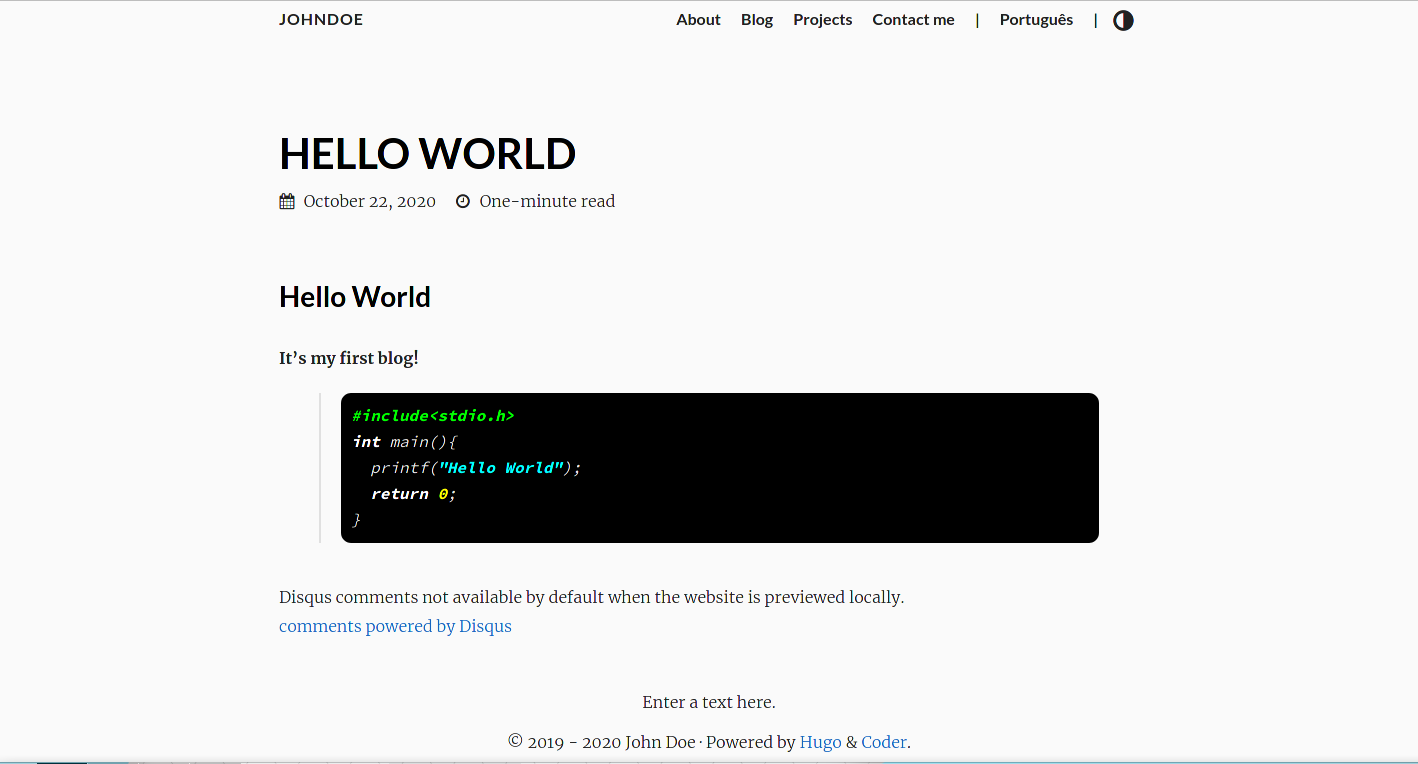 JOHNDOE
About Blog Projects Contact me | Português |
HELLO WORLD
October 22, 2020 One-minute read
Hello World
It’s my first blog!
#include<stdio.h>
int main(){
  printf("Hello World");
  return 0;
}
Disqus comments not available by default when the website is previewed locally.
comments powered by Disqus
Enter a text here.
© 2019 - 2020 John Doe · Powered by Hugo & Coder.